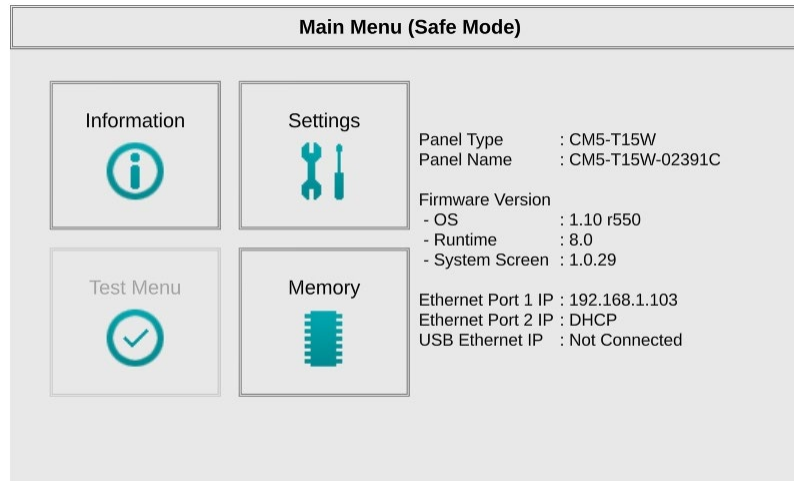 Main Menu (Safe Mode)
Information
Settings
Test Menu
Memory
Panel Type : CM5-T15W
Panel Name : CM5-T15W-02391C
Firmware Version
- OS : 1.10 r550
- Runtime : 8.0
- System Screen : 1.0.29
Ethernet Port 1 IP : 192.168.1.103
Ethernet Port 2 IP : DHCP
USB Ethernet IP : Not Connected